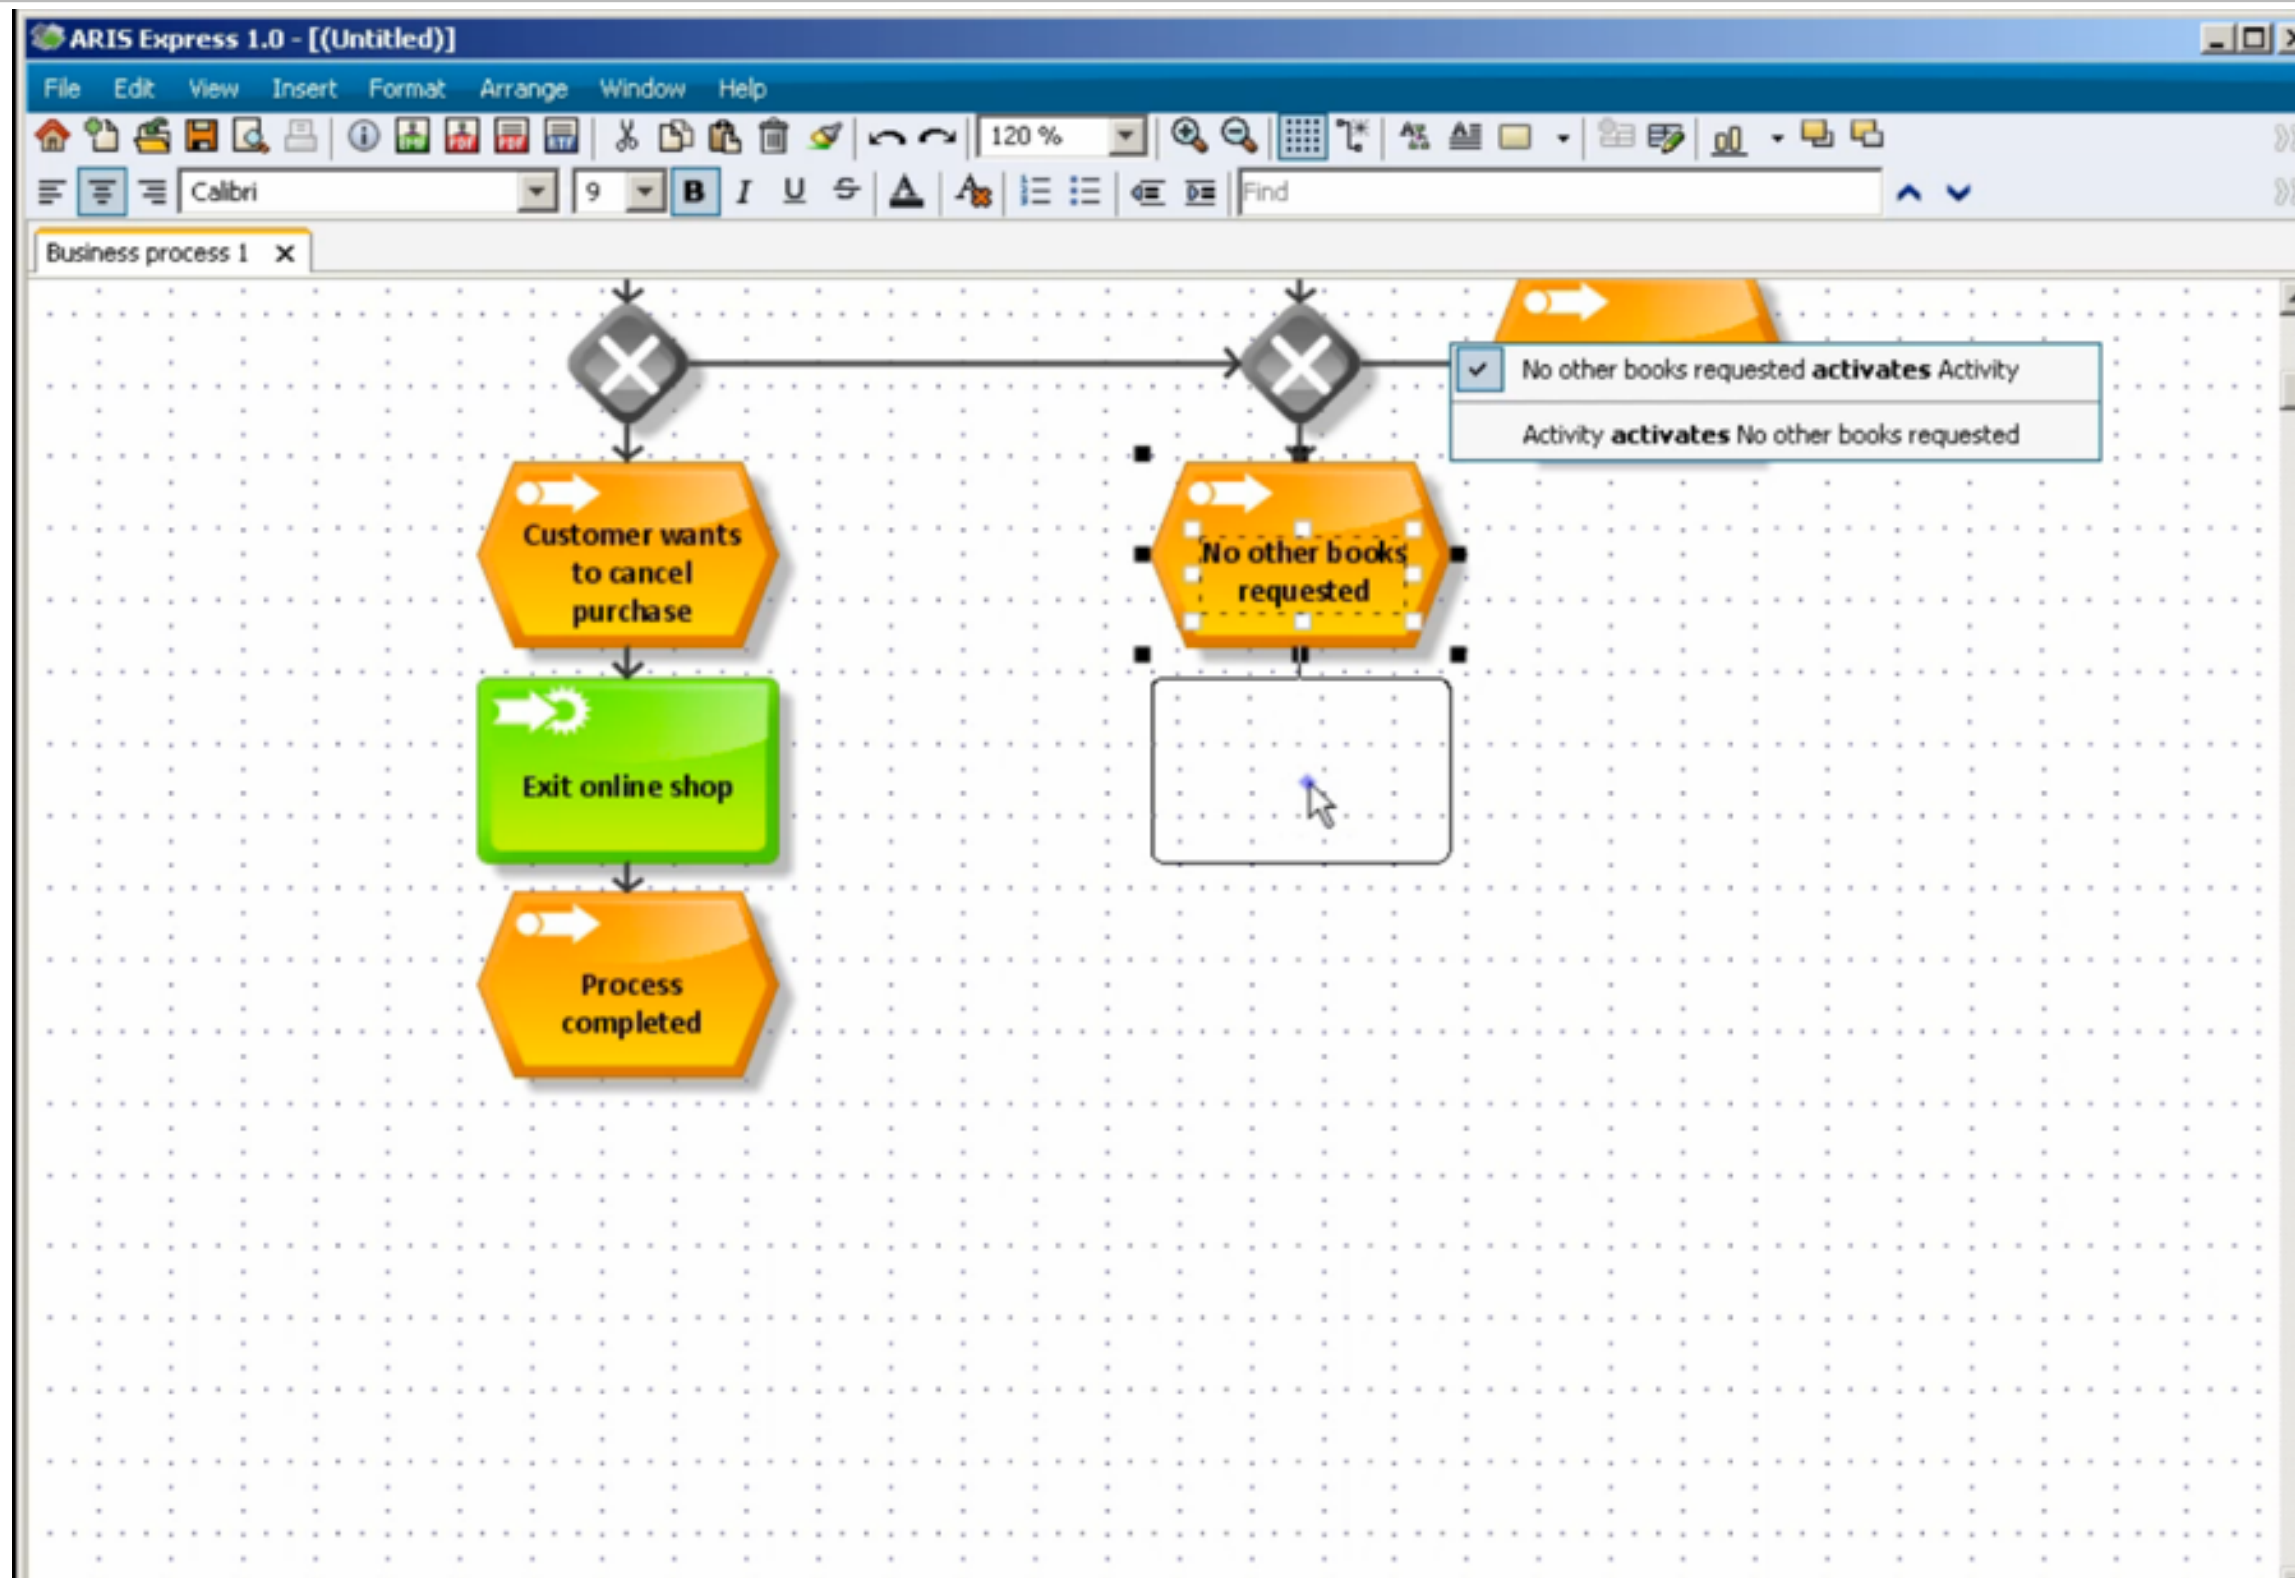 ARIS Express 1.0 - [(Untitled)]
File Edit View Insert Format Arrange Window Help
120 %
Calibri 9 B I U S A Find
Business process 1
No other books requested activates Activity
Activity activates No other books requested
Customer wants
to cancel
purchase
No other books
requested
Exit online shop
Process
completed